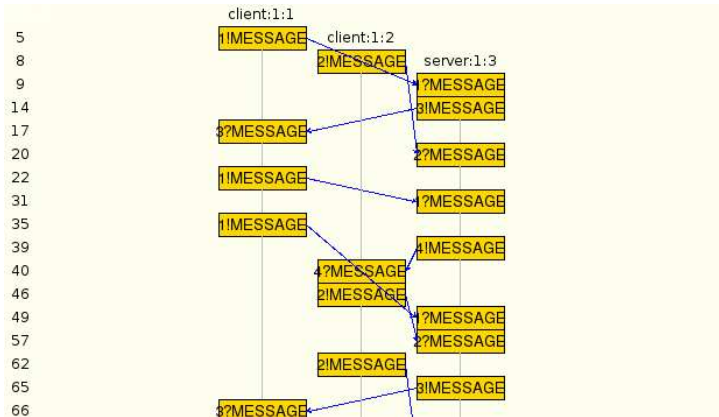 client:1:1
5 1!MESSAGE client:1:2
8 2!MESSAGE server:1:3
9 1?MESSAGE
14 3!MESSAGE
17 3?MESSAGE
20 2?MESSAGE
22 1!MESSAGE
31 1?MESSAGE
35 1!MESSAGE
39 4!MESSAGE
40 4?MESSAGE
46 2!MESSAGE
49 1?MESSAGE
57 2?MESSAGE
62 2!MESSAGE
65 3!MESSAGE
66 3?MESSAGE